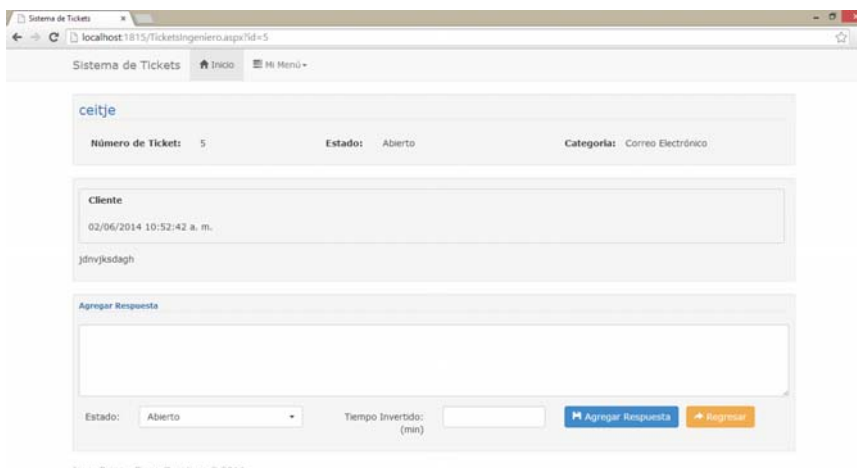 Sistema de Tickets
localhost:1815/TicketsIngeniero.aspx?id=5
Sistema de Tickets Inicio Mi Menú
ceitje
Número de Ticket: 5 Estado: Abierto Categoria: Correo Electrónico
Cliente
02/06/2014 10:52:42 a. m.
jdnvjksdagh
Agregar Respuesta
Estado: Abierto Tiempo Invertido: Agregar Respuesta Regresar
(min)